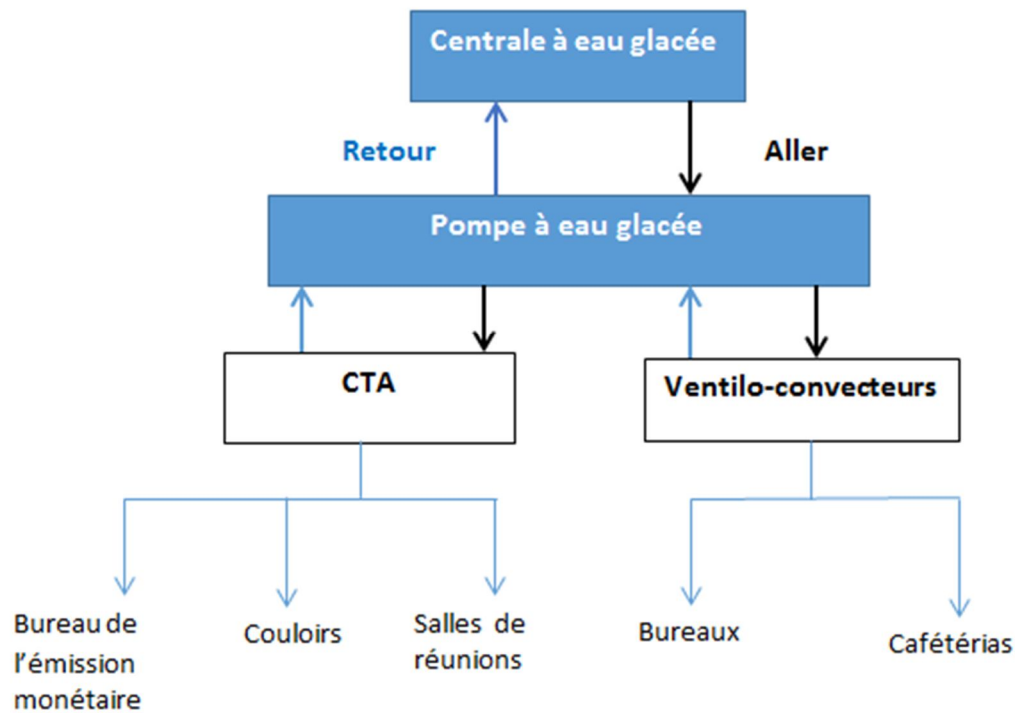 Centrale à eau glacée
Retour
Aller
Pompe à eau glacée
CTA
Ventilo-convecteurs
Bureau de
l'émission
monétaire
Couloirs
Salles de
réunions
Bureaux
Cafétérias